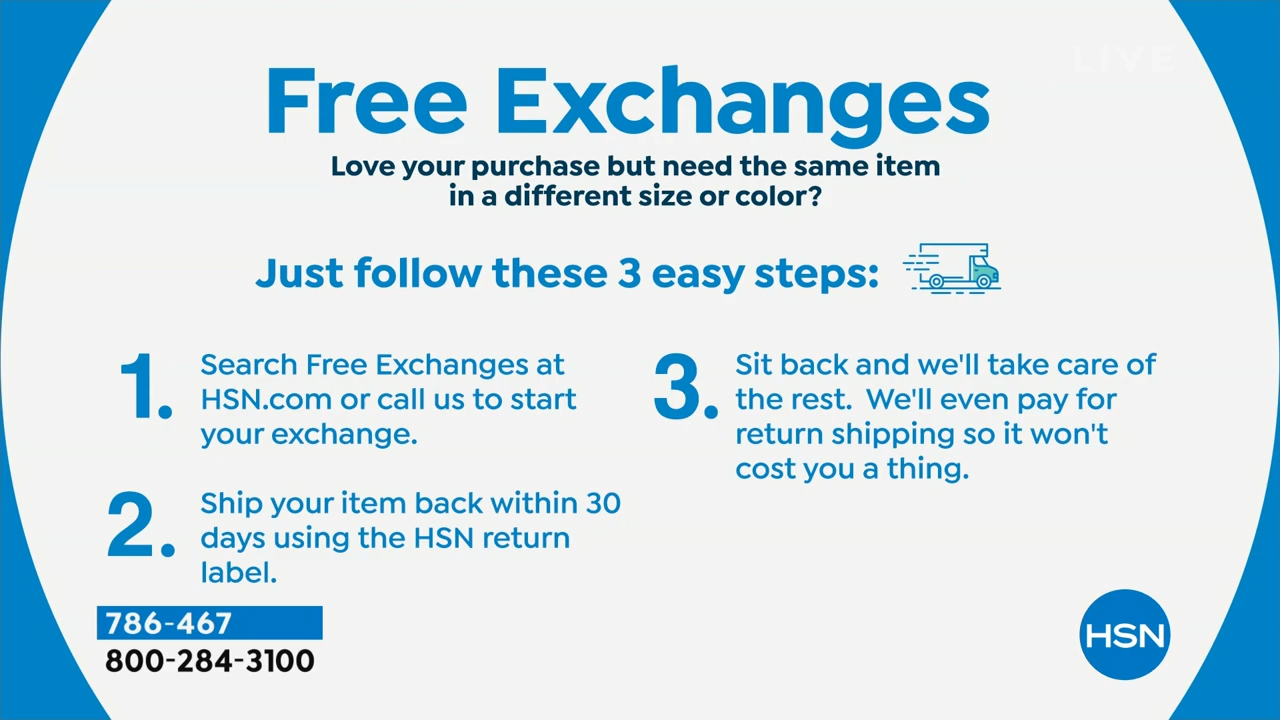 LIVE
Free Exchanges
Love your purchase but need the same item
in a different size or color?
Just follow these 3 easy steps:
1. Search Free Exchanges at
HSN.com or call us to start
your exchange.
2. Ship your item back within 30
days using the HSN return
label.
3. Sit back and we'll take care of
the rest. We'll even pay for
return shipping so it won't
cost you a thing.
786-467
800-284-3100
HSN